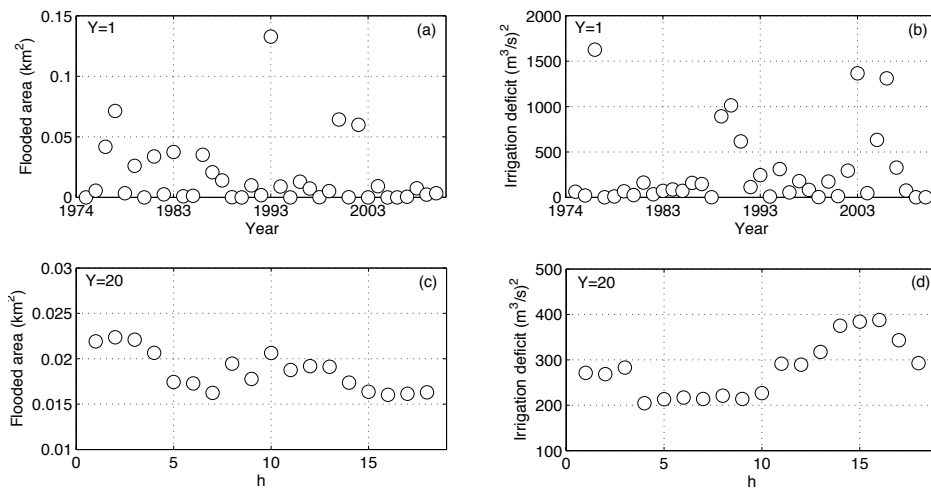 Y=1
(a)
Flooded area (km²)
0.15
0.1
0.05
0
1974
1983
1993
2003
Year
Y=1
(b)
Irrigation deficit (m³/s)²
2000
1500
1000
500
0
1974
1983
1993
2003
Year
Y=20
(c)
Flooded area (km²)
0.03
0.025
0.02
0.015
0.01
0
5
10
15
h
Y=20
(d)
Irrigation deficit (m³/s)²
500
400
300
200
100
0
5
10
15
h